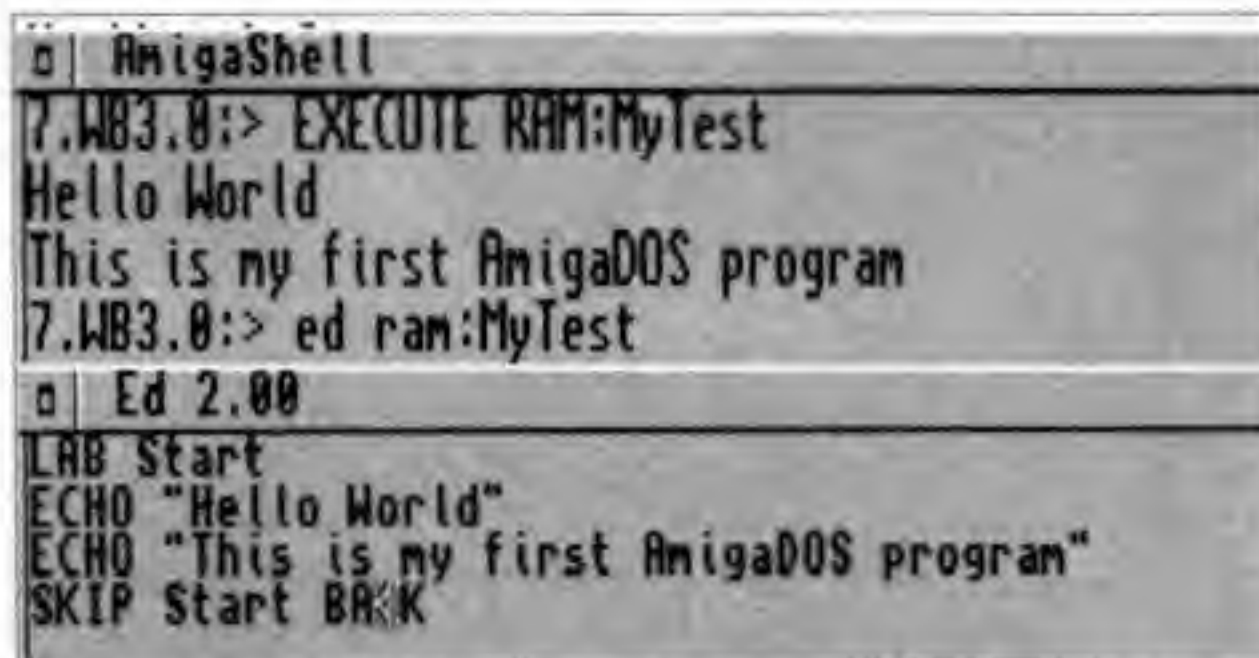 AmigaShell
7.WB3.0:> EXECUTE RAM:MyTest
Hello World
This is my first AmigaDOS program
7.WB3.0:> ed ram:MyTest
Ed 2.00
LAB Start
ECHO "Hello World"
ECHO "This is my first AmigaDOS program"
SKIP Start BACK